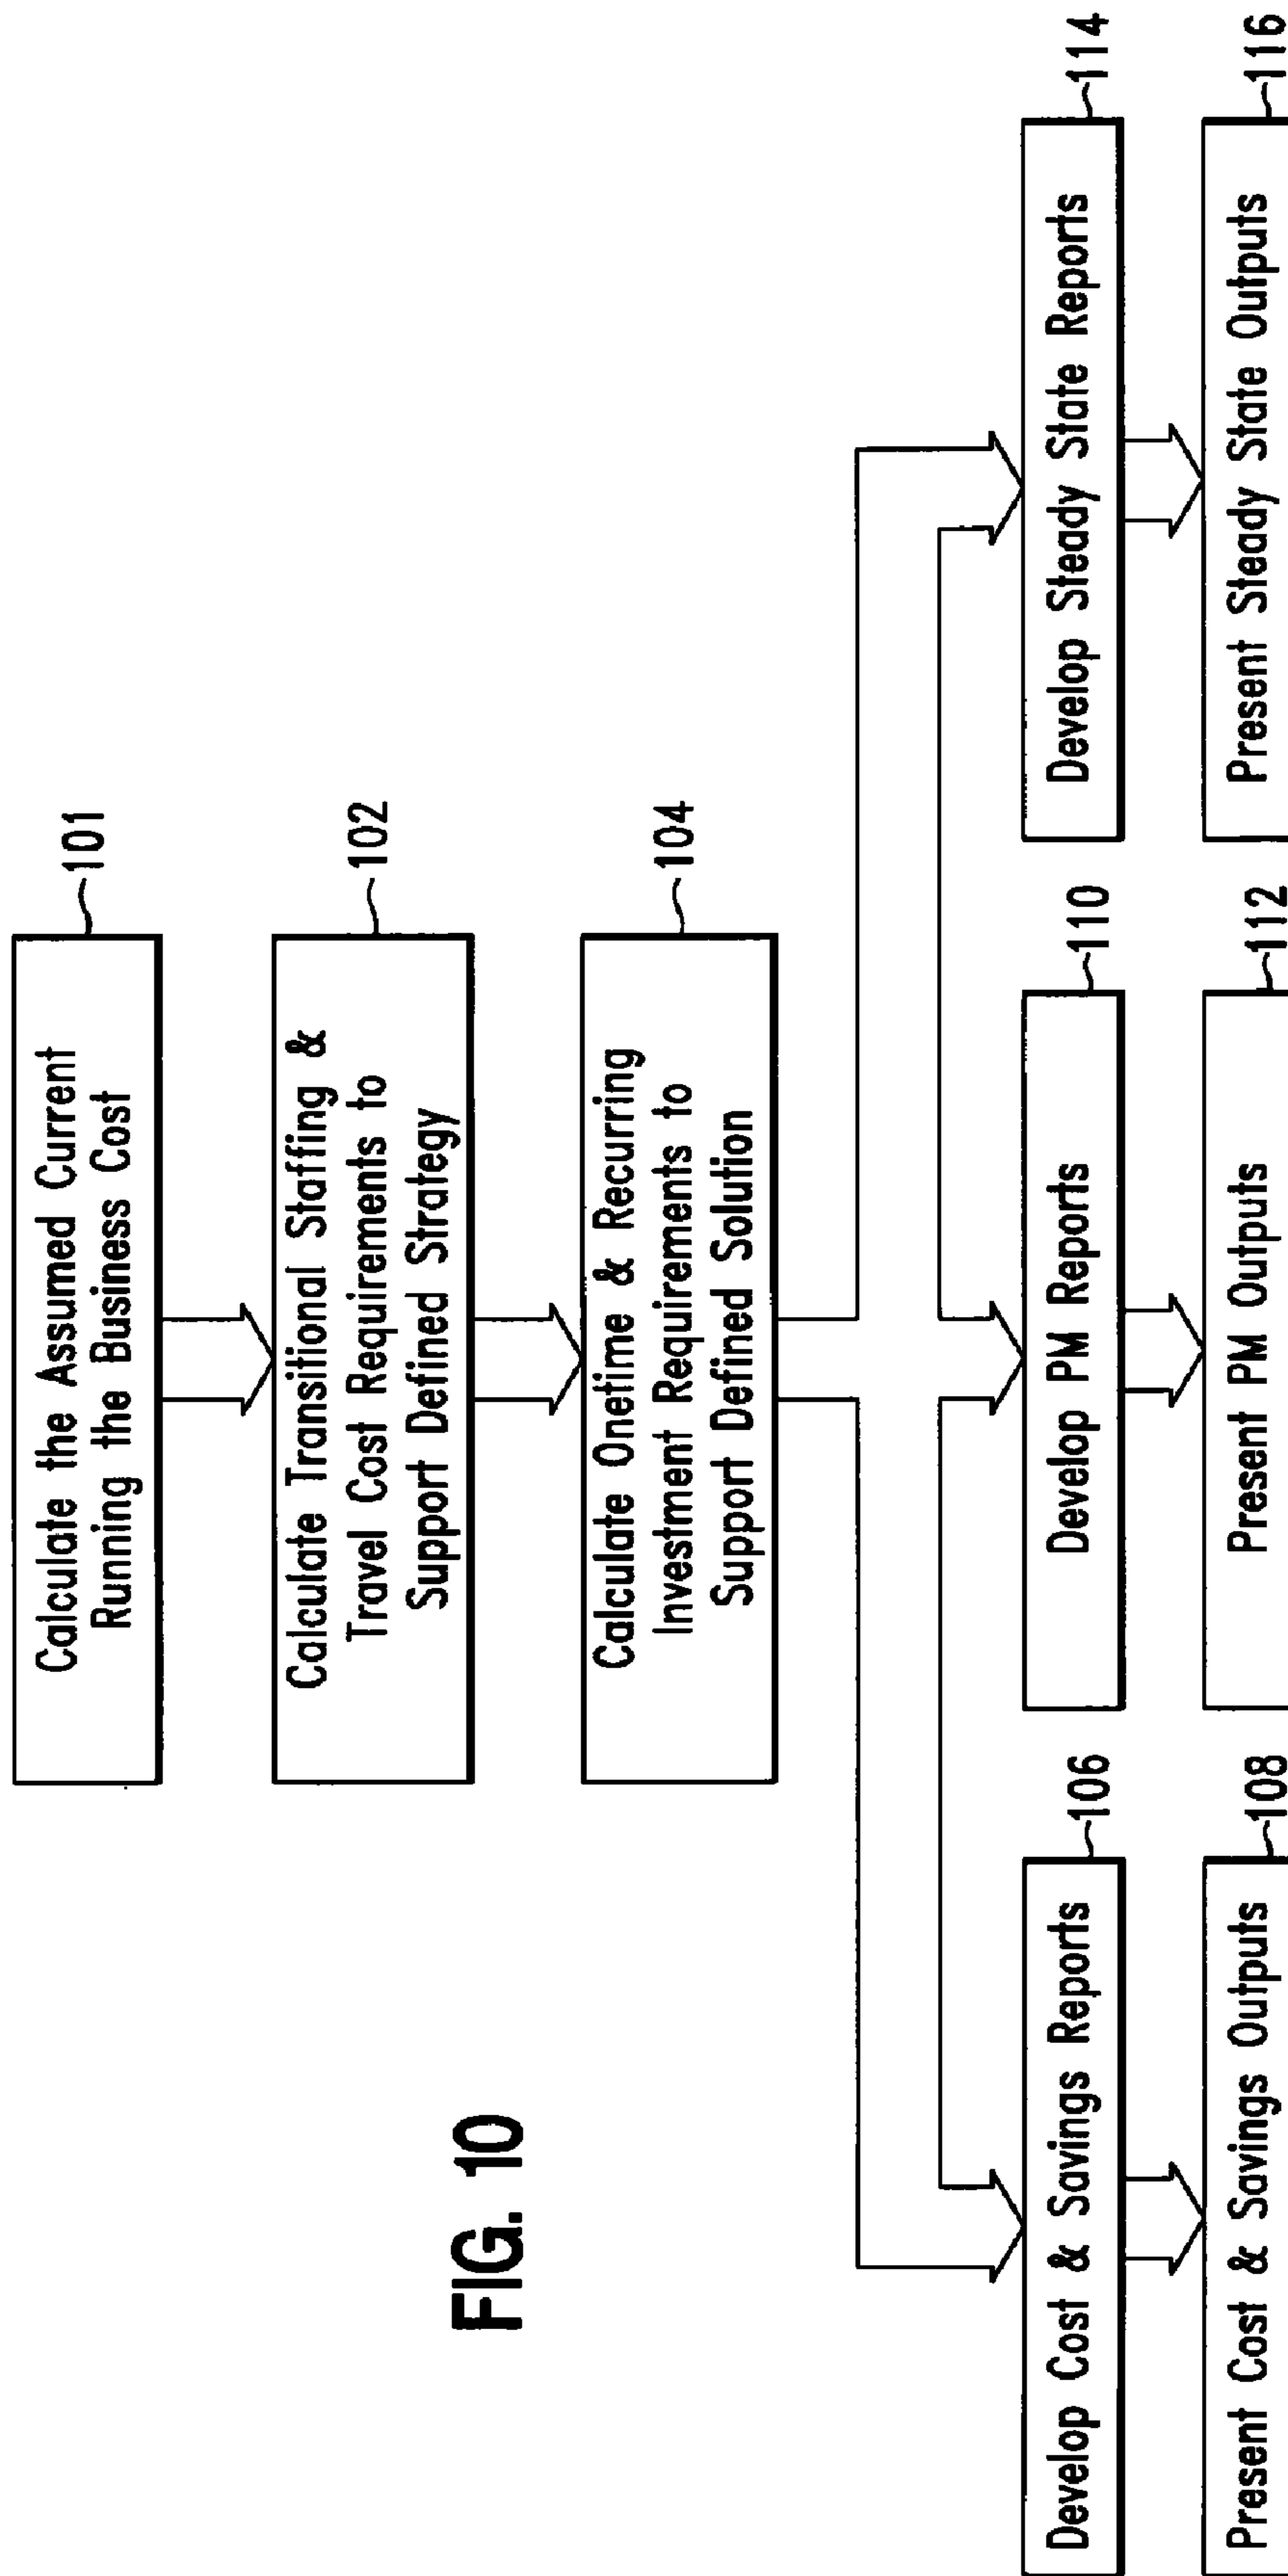 FIG. 10
Calculate the Assumed Current
Running the Business Cost
101
Calculate Transitional Staffing &
Travel Cost Requirements to
Support Defined Strategy
102
Calculate Onetime & Recurring
Investment Requirements to
Support Defined Solution
104
Develop Cost & Savings Reports
106
Present Cost & Savings Outputs
108
Develop PM Reports
110
Present PM Outputs
112
Develop Steady State Reports
114
Present Steady State Outputs
116